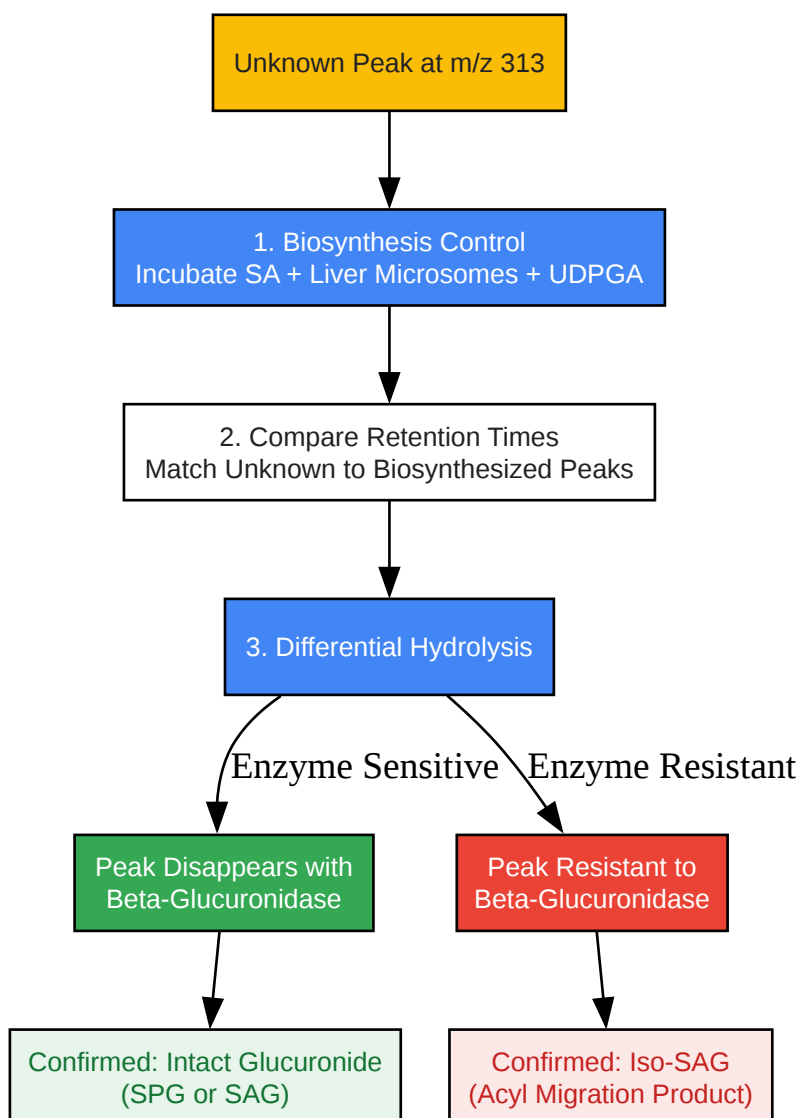 Unknown Peak at m/z 313
1. Biosynthesis Control
Incubate SA + Liver Microsomes + UDPGA
2. Compare Retention Times
Match Unknown to Biosynthesized Peaks
3. Differential Hydrolysis
Enzyme Sensitive
Enzyme Resistant
Peak Disappears with
Beta-Glucuronidase
Peak Resistant to
Beta-Glucuronidase
Confirmed: Intact Glucuronide
(SPG or SAG)
Confirmed: Iso-SAG
(Acyl Migration Product)